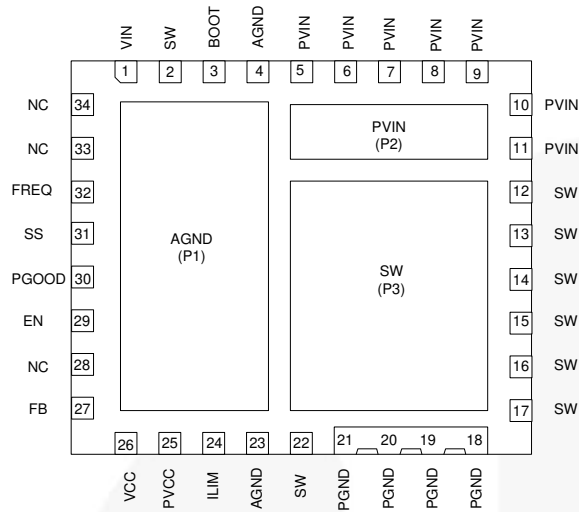 VIN SW BOOT AGND PVIN PVIN PVIN PVIN PVIN
1 2 3 4 5 6 7 8 9
NC 34 10 PVIN
PVIN
(P2)
NC 33 11 PVIN
FREQ 32 12 SW
SS 31 13 SW
AGND
(P1)
SW
(P3)
PGOOD 30 14 SW
EN 29 15 SW
NC 28 16 SW
FB 27 17 SW
26 25 24 23 22 21 20 19 18
VCC PVCC ILIM AGND SW PGND PGND PGND PGND